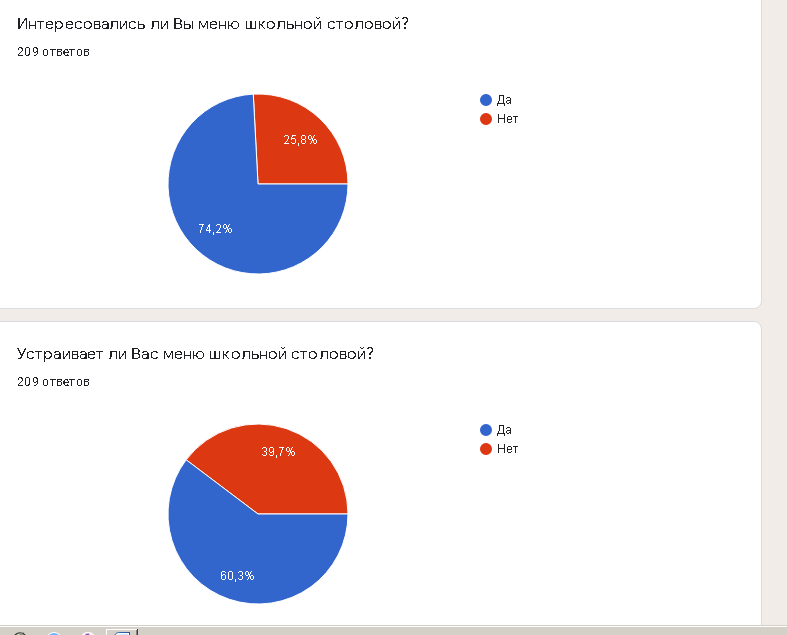 Интересовались ли Вы меню школьной столовой?
209 ответов
Да
Нет
25,8%
74,2%
Устраивает ли Вас меню школьной столовой?
209 ответов
Да
Нет
39,7%
60,3%